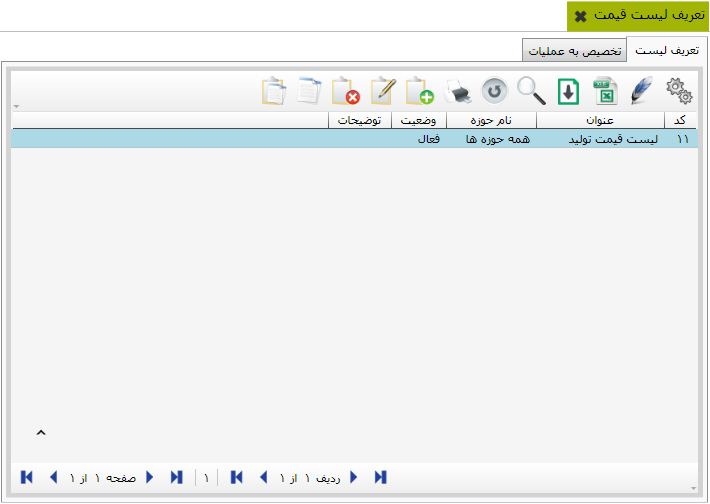 تعریف لیست قیمت
تعریف لیست تخصیص به عملیات
کد عنوان نام حوزه وضعیت توضیحات
۱۱ لیست قیمت تولید همه حوزه ها فعال
ردیف ۱ از ۱ ۱ صفحه ۱ از ۱